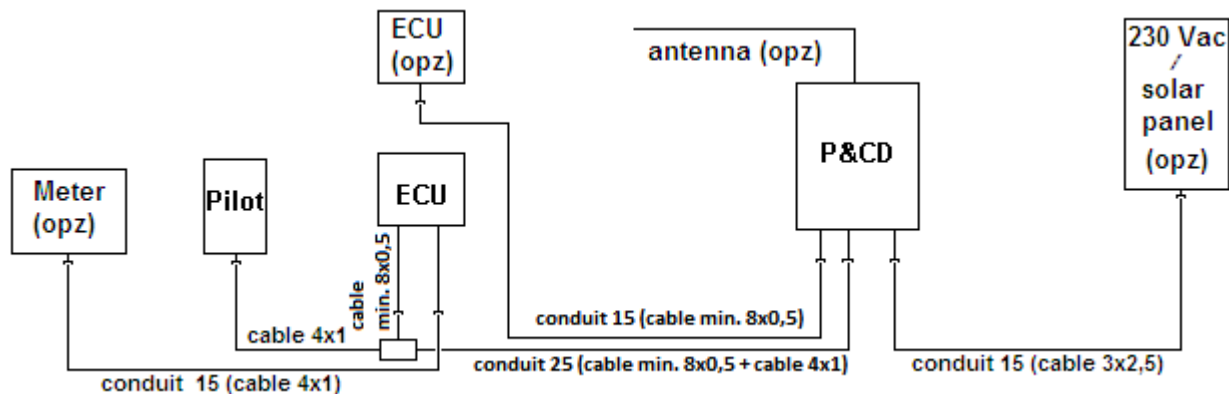 ECU
(opz)
antenna (opz)
230 Vac
/
solar
panel
(opz)
P&CD
Meter
(opz)
Pilot
ECU
cable
min. 8x0,5
conduit 15 (cable min. 8x0,5)
cable 4x1
conduit 25 (cable min. 8x0,5 + cable 4x1)
conduit 15 (cable 3x2,5)
conduit 15 (cable 4x1)